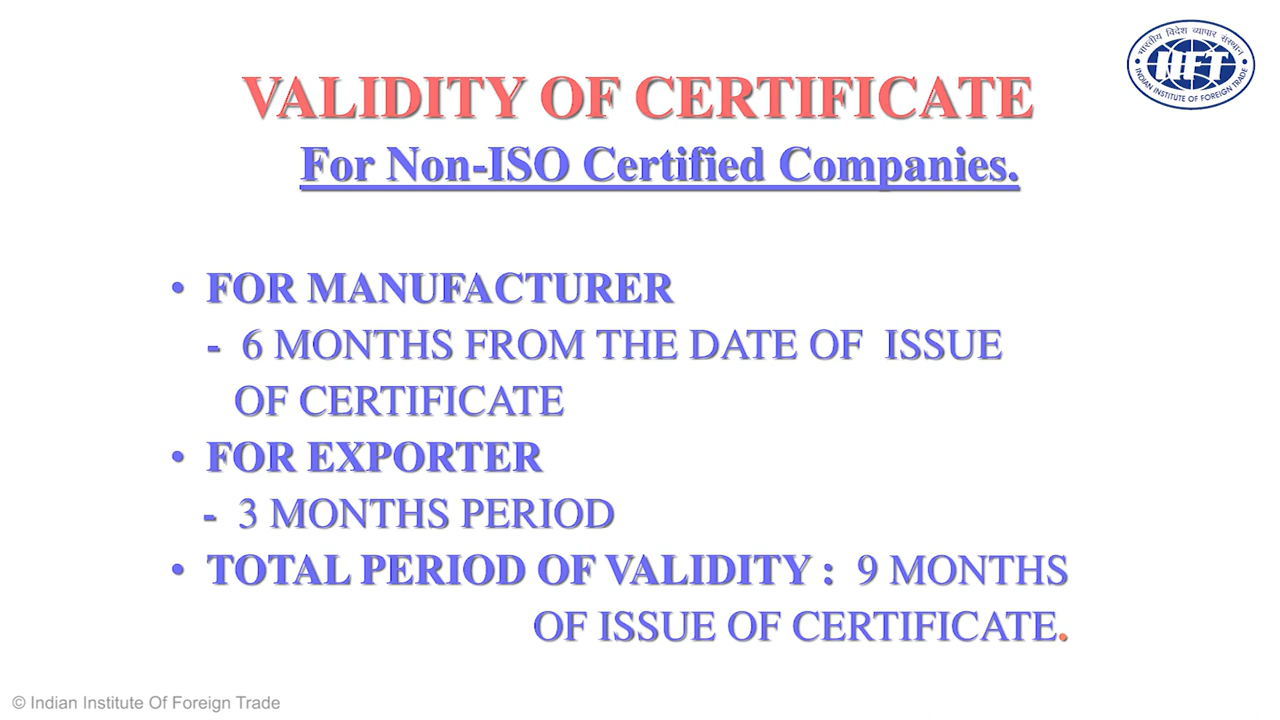 भारतीय विदेश व्यापार संस्थान
IIFT
INDIAN INSTITUTE OF FOREIGN TRADE
VALIDITY OF CERTIFICATE
For Non-ISO Certified Companies.
• FOR MANUFACTURER
- 6 MONTHS FROM THE DATE OF ISSUE
OF CERTIFICATE
• FOR EXPORTER
- 3 MONTHS PERIOD
• TOTAL PERIOD OF VALIDITY : 9 MONTHS
OF ISSUE OF CERTIFICATE.
© Indian Institute Of Foreign Trade